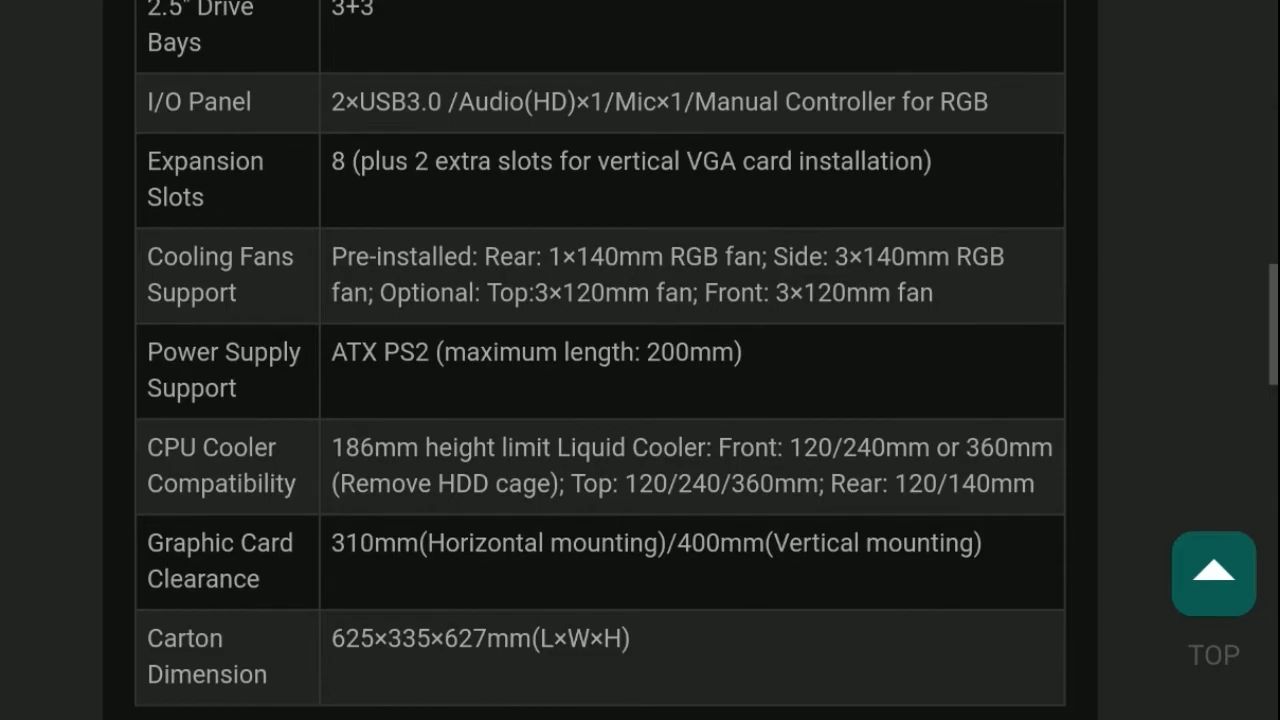 2.5" Drive
Bays
3+3
I/O Panel
2×USB3.0 /Audio(HD)×1/Mic×1/Manual Controller for RGB
Expansion
Slots
8 (plus 2 extra slots for vertical VGA card installation)
Cooling Fans
Support
Pre-installed: Rear: 1×140mm RGB fan; Side: 3×140mm RGB
fan; Optional: Top:3×120mm fan; Front: 3×120mm fan
Power Supply
Support
ATX PS2 (maximum length: 200mm)
CPU Cooler
Compatibility
186mm height limit Liquid Cooler: Front: 120/240mm or 360mm
(Remove HDD cage); Top: 120/240/360mm; Rear: 120/140mm
Graphic Card
Clearance
310mm(Horizontal mounting)/400mm(Vertical mounting)
Carton
Dimension
625×335×627mm(L×W×H)
TOP